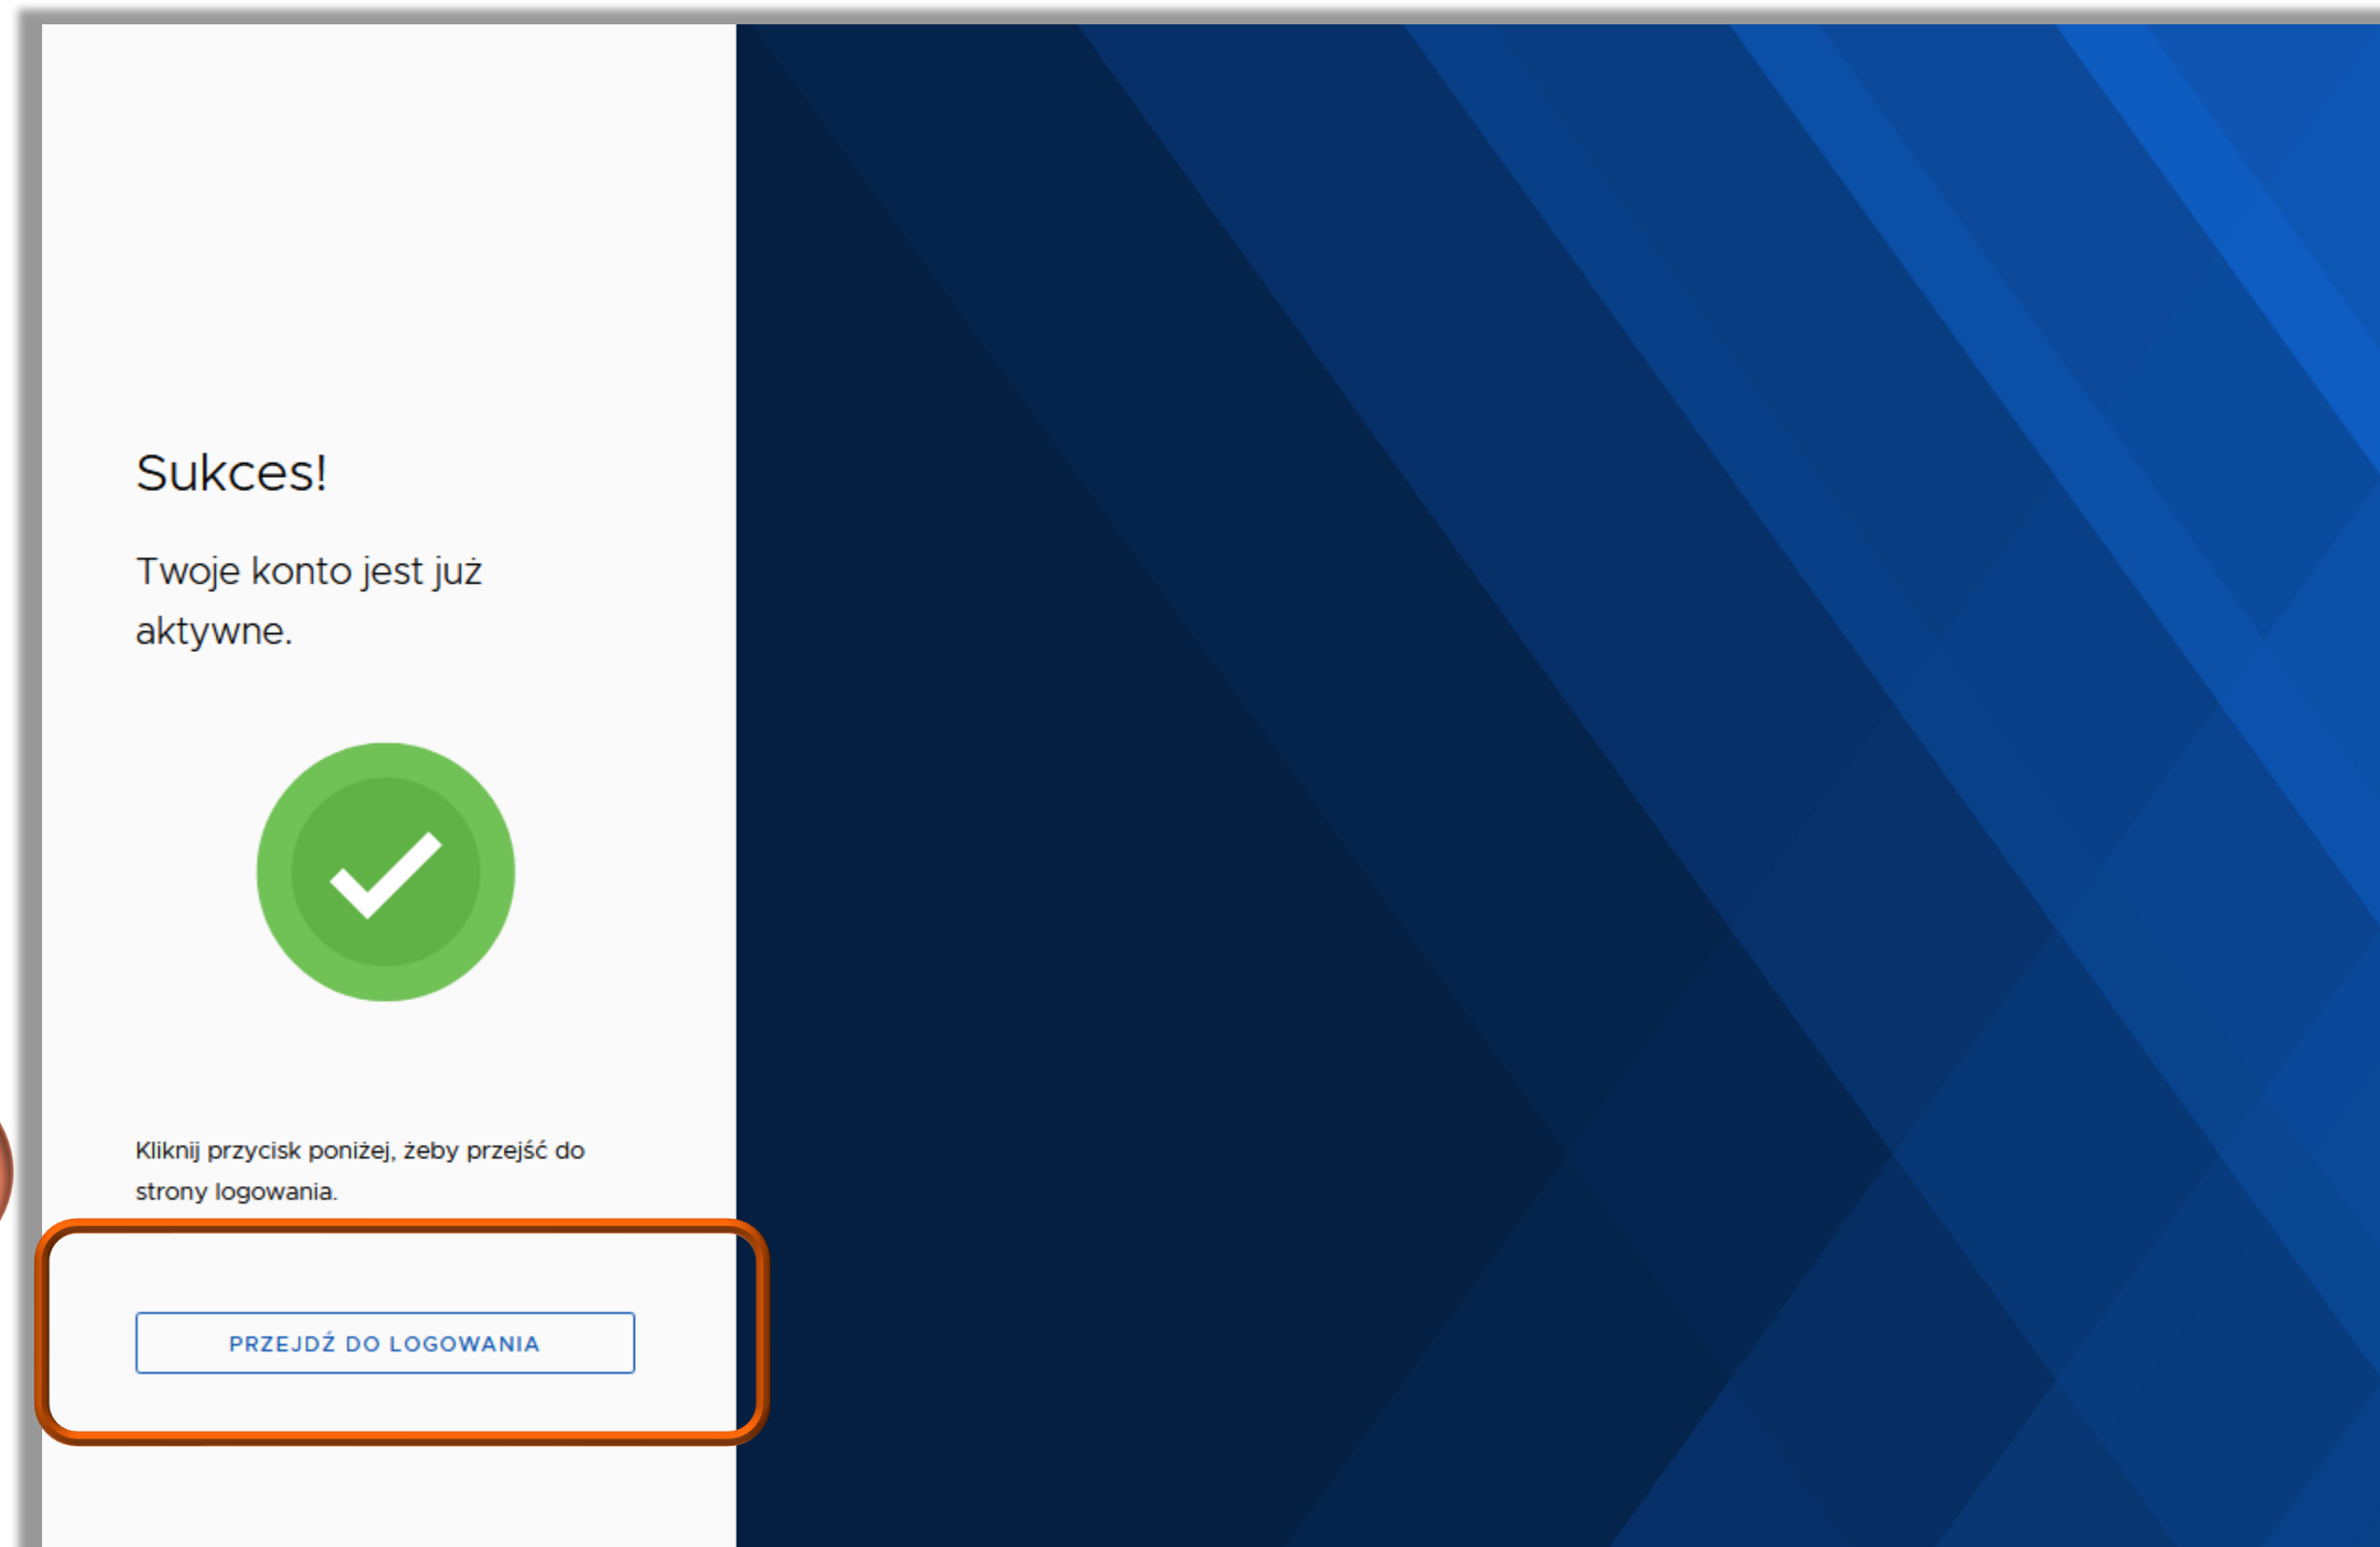 Sukces!
Twoje konto jest już
aktywne.
Kliknij przycisk poniżej, żeby przejść do
strony logowania.
PRZEJDŹ DO LOGOWANIA